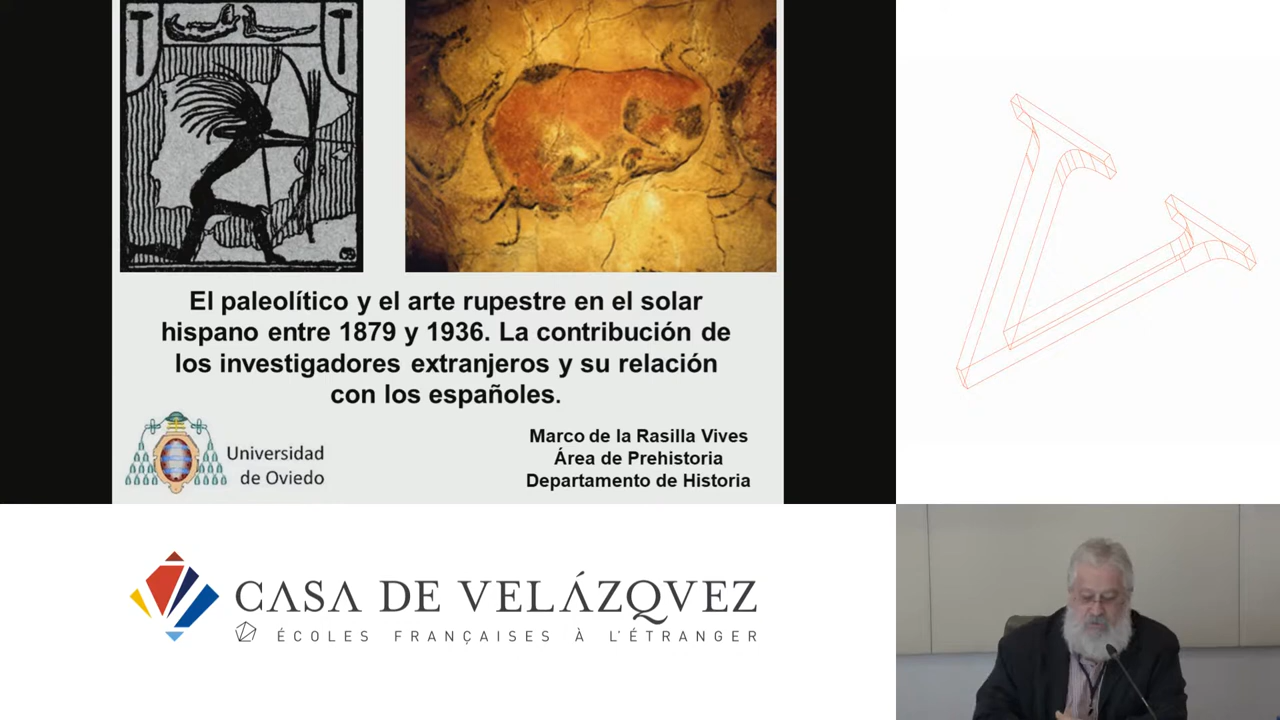 El paleolítico y el arte rupestre en el solar
hispano entre 1879 y 1936. La contribución de
los investigadores extranjeros y su relación
con los españoles.
Universidad
de Oviedo
Marco de la Rasilla Vives
Área de Prehistoria
Departamento de Historia
CASA DE VELÁZQVEZ
ÉCOLES FRANÇAISES À L'ÉTRANGER